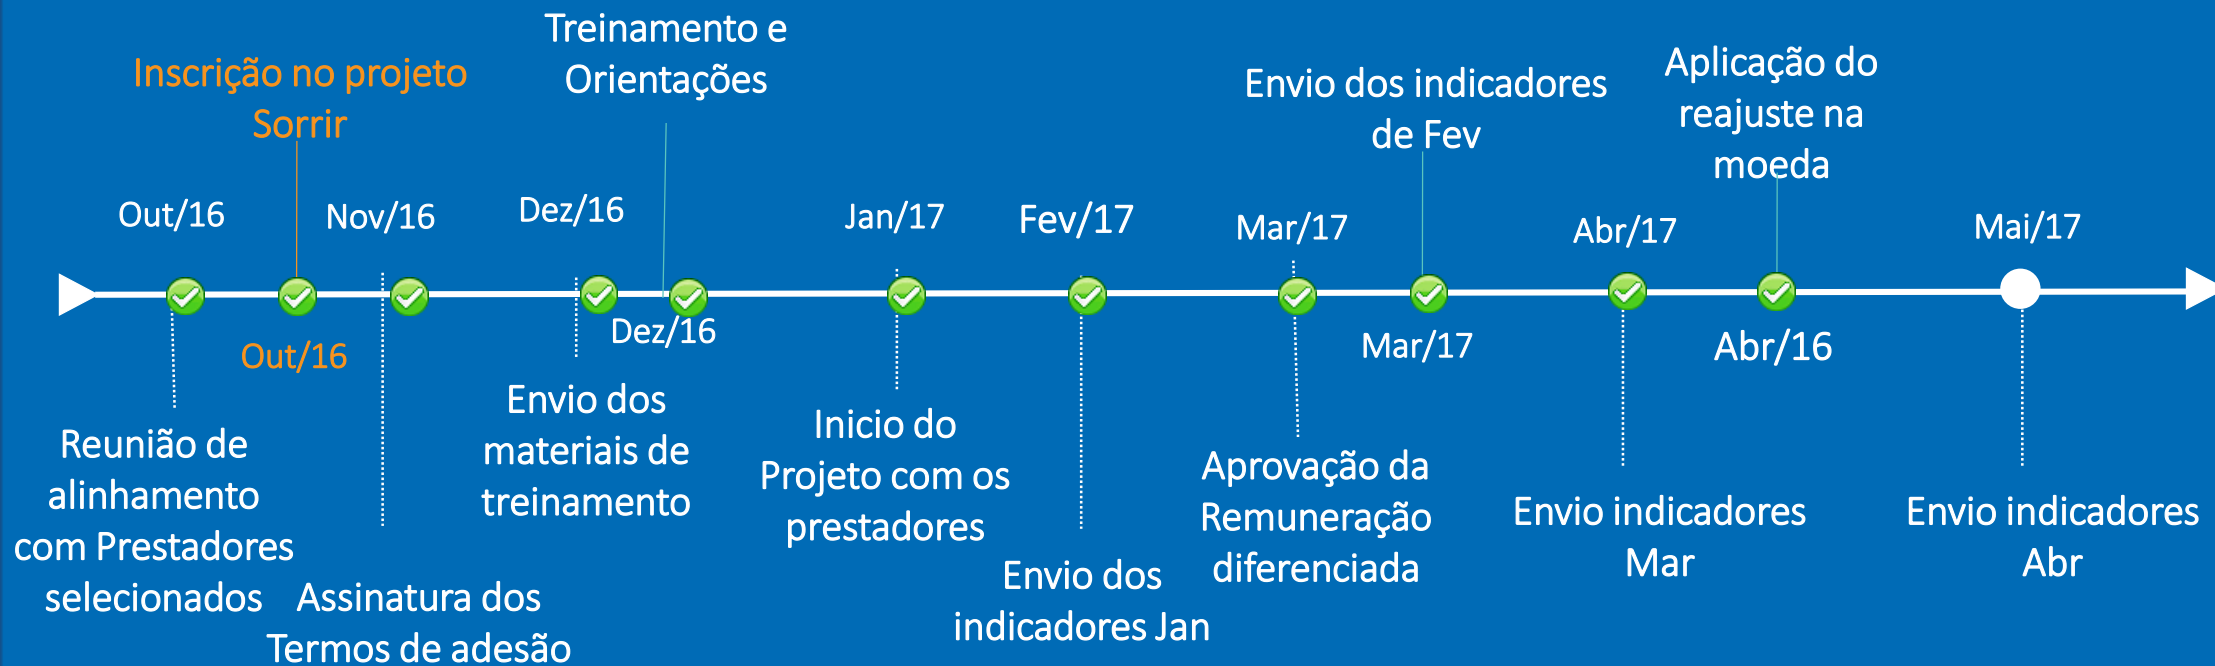 Treinamento e
Orientações
Inscrição no projeto
Sorrir
Envio dos indicadores
de Fev
Aplicação do
reajuste na
moeda
Out/16
Nov/16
Dez/16
Jan/17
Fev/17
Mar/17
Abr/17
Mai/17
Out/16
Dez/16
Mar/17
Abr/16
Reunião de
alinhamento
com Prestadores
selecionados
Assinatura dos
Termos de adesão
Envio dos
materiais de
treinamento
Inicio do
Projeto com os
prestadores
Envio dos
indicadores Jan
Aprovação da
Remuneração
diferenciada
Envio indicadores
Mar
Envio indicadores
Abr